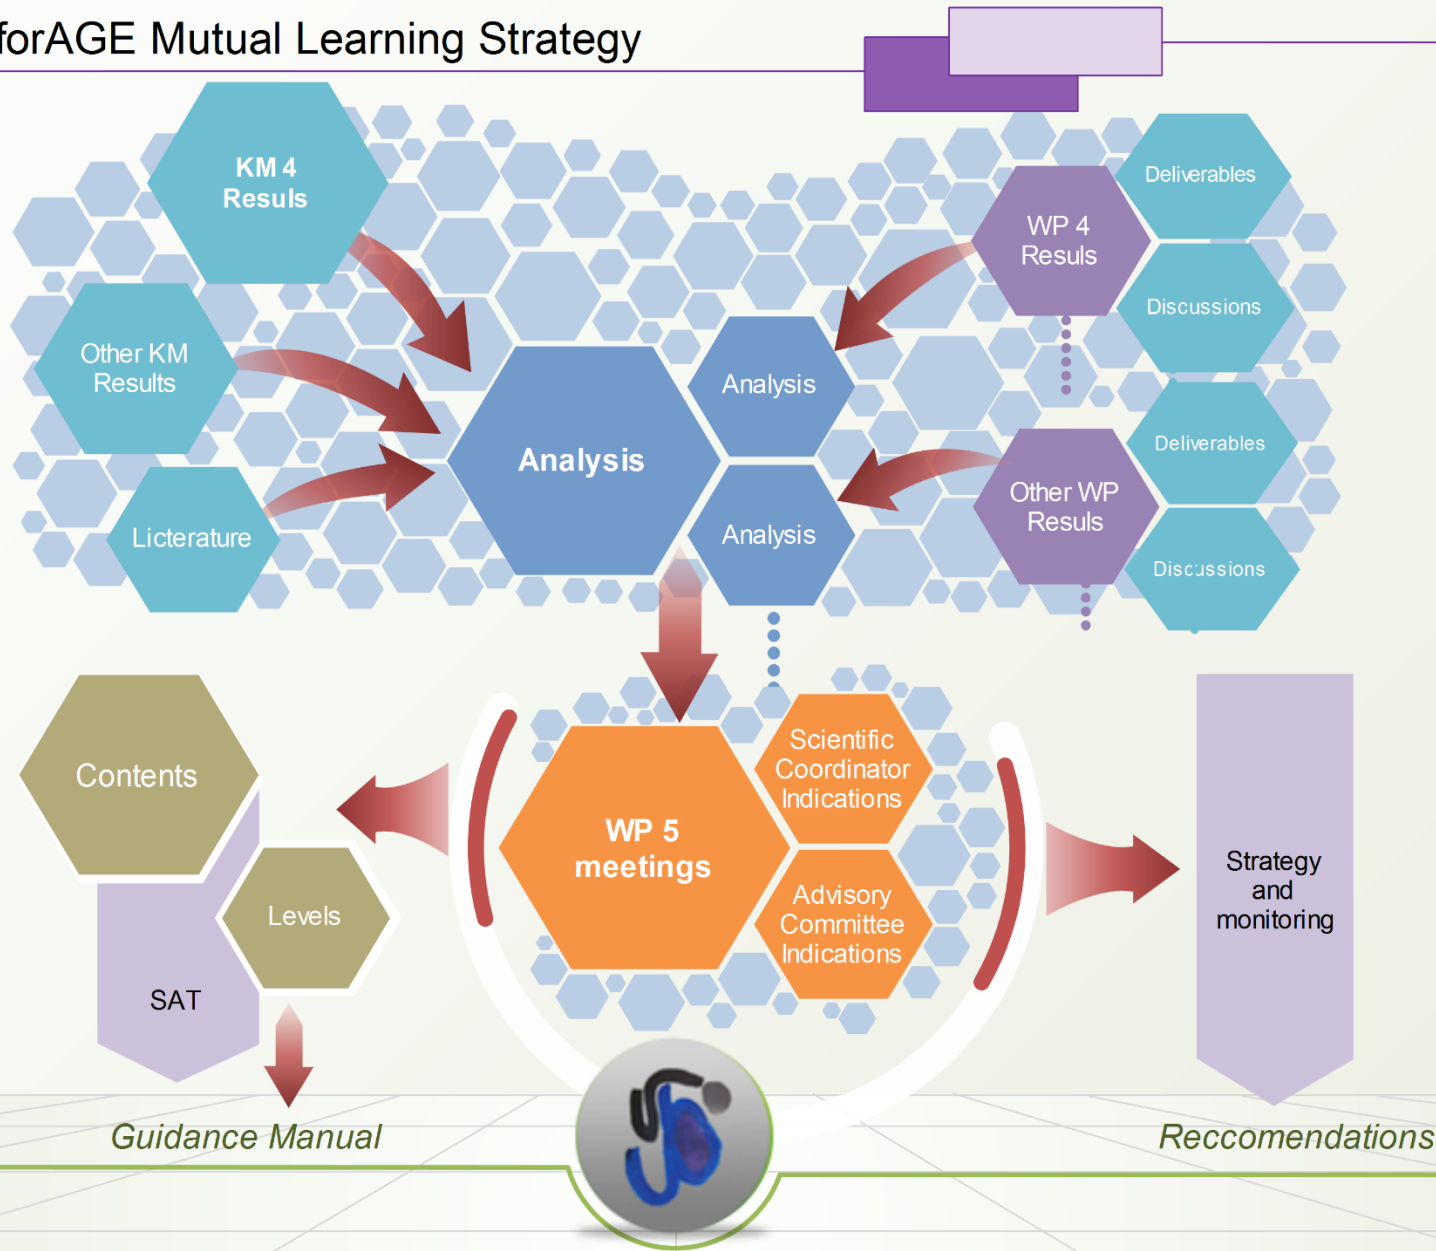 forAGE Mutual Learning Strategy
KM 4
Resuls
Other KM
Results
Licterature
Analysis
Analysis
Analysis
WP 4
Resuls
Deliverables
Discussions
Other WP
Resuls
Deliverables
Discussions
Contents
Levels
SAT
WP 5
meetings
Scientific
Coordinator
Indications
Advisory
Committee
Indications
Strategy
and
monitoring
Guidance Manual
Reccomendations